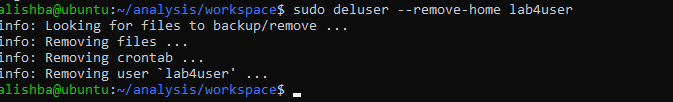 alishba@ubuntu:~/analysis/workspace$ sudo deluser --remove-home lab4user
info: Looking for files to backup/remove ...
info: Removing files ...
info: Removing crontab ...
info: Removing user `lab4user' ...
alishba@ubuntu:~/analysis/workspace$